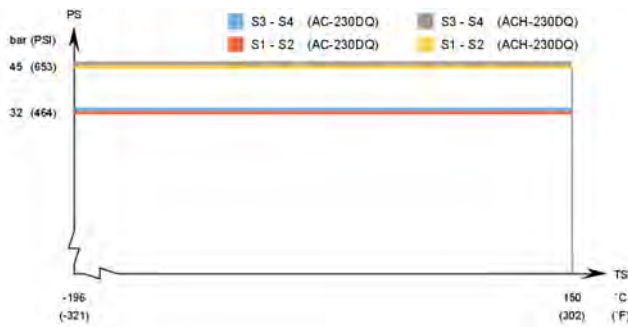 PS
S3 - S4 (AC-230DQ) S3 - S4 (ACH-230DQ)
bar (PSI) S1 - S2 (AC-230DQ) S1 - S2 (ACH-230DQ)
45 (653)
32 (464)
TS
-196 150 °C
(-321) (302) (°F)